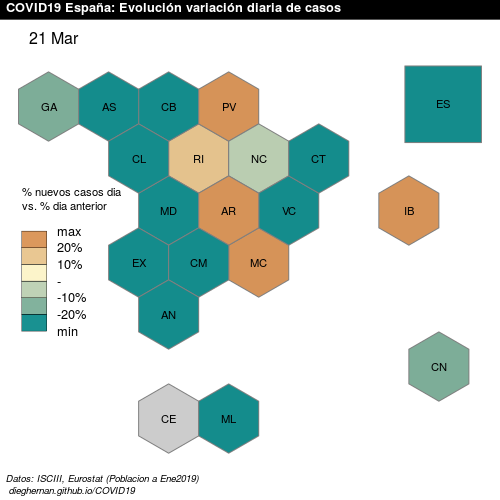 COVID19 España: Evolución variación diaria de casos
21 Mar
GA AS CB PV ES
CL RI NC CT
% nuevos casos dia
vs. % dia anterior
MD AR VC IB
max
20%
10%
-
-10%
-20%
min
EX CM MC
AN
CN
CE ML
Datos: ISCIII, Eurostat (Poblacion a Ene2019)
dieghernan.github.io/COVID19